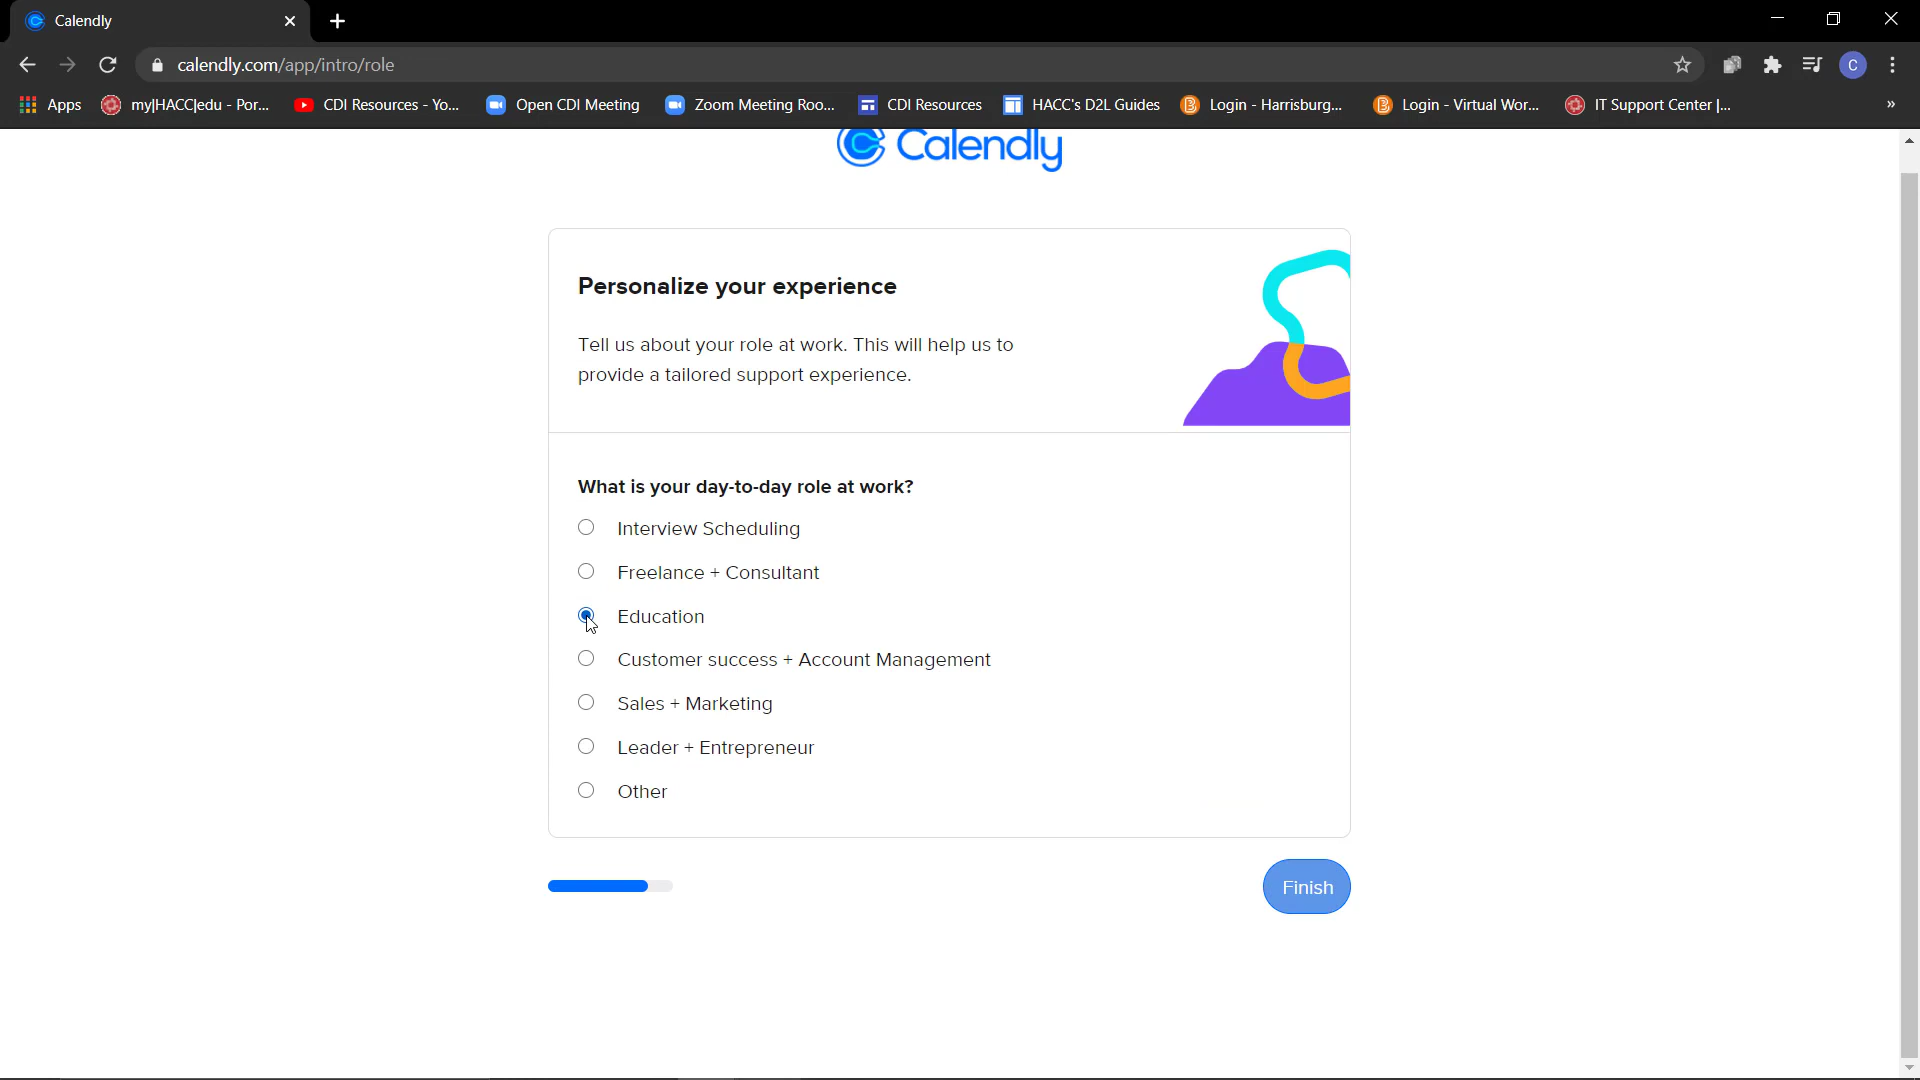 Calendly
calendly.com/app/intro/role
C
Apps
my|HACC|edu - Por...
CDI Resources - Yo...
Open CDI Meeting
Zoom Meeting Roo...
CDI Resources
HACC's D2L Guides
Login - Harrisburg...
Login - Virtual Wor...
IT Support Center |...
»
Calendly
Personalize your experience
Tell us about your role at work. This will help us to
provide a tailored support experience.
What is your day-to-day role at work?
Interview Scheduling
Freelance + Consultant
Education
Customer success + Account Management
Sales + Marketing
Leader + Entrepreneur
Other
Finish